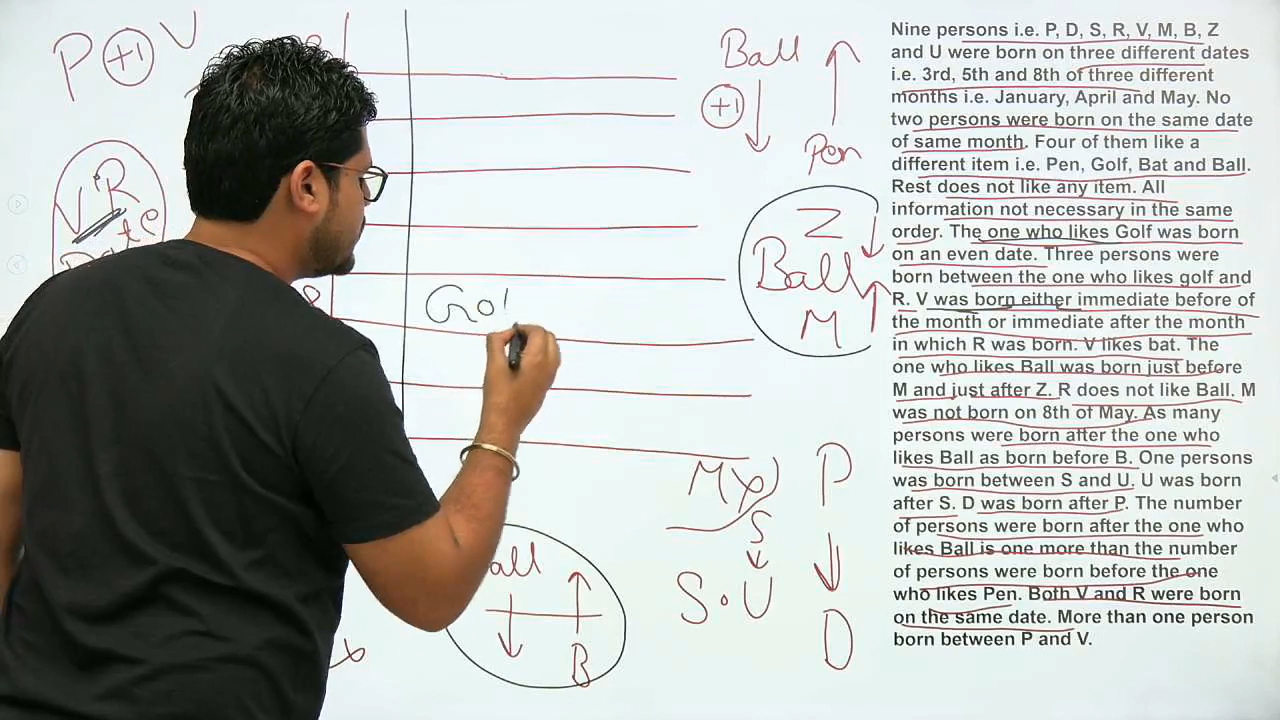 P +1 V
Ball
+1
Pen
V R
Date
Z
Ball
M
8
Gol
M
S
S • U
P
D
all
B
Nine persons i.e. P, D, S, R, V, M, B, Z
and U were born on three different dates
i.e. 3rd, 5th and 8th of three different
months i.e. January, April and May. No
two persons were born on the same date
of same month. Four of them like a
different item i.e. Pen, Golf, Bat and Ball.
Rest does not like any item. All
information not necessary in the same
order. The one who likes Golf was born
on an even date. Three persons were
born between the one who likes golf and
R. V was born either immediate before of
the month or immediate after the month
in which R was born. V likes bat. The
one who likes Ball was born just before
M and just after Z. R does not like Ball. M
was not born on 8th of May. As many
persons were born after the one who
likes Ball as born before B. One persons
was born between S and U. U was born
after S. D was born after P. The number
of persons were born after the one who
likes Ball is one more than the number
of persons were born before the one
who likes Pen. Both V and R were born
on the same date. More than one person
born between P and V.